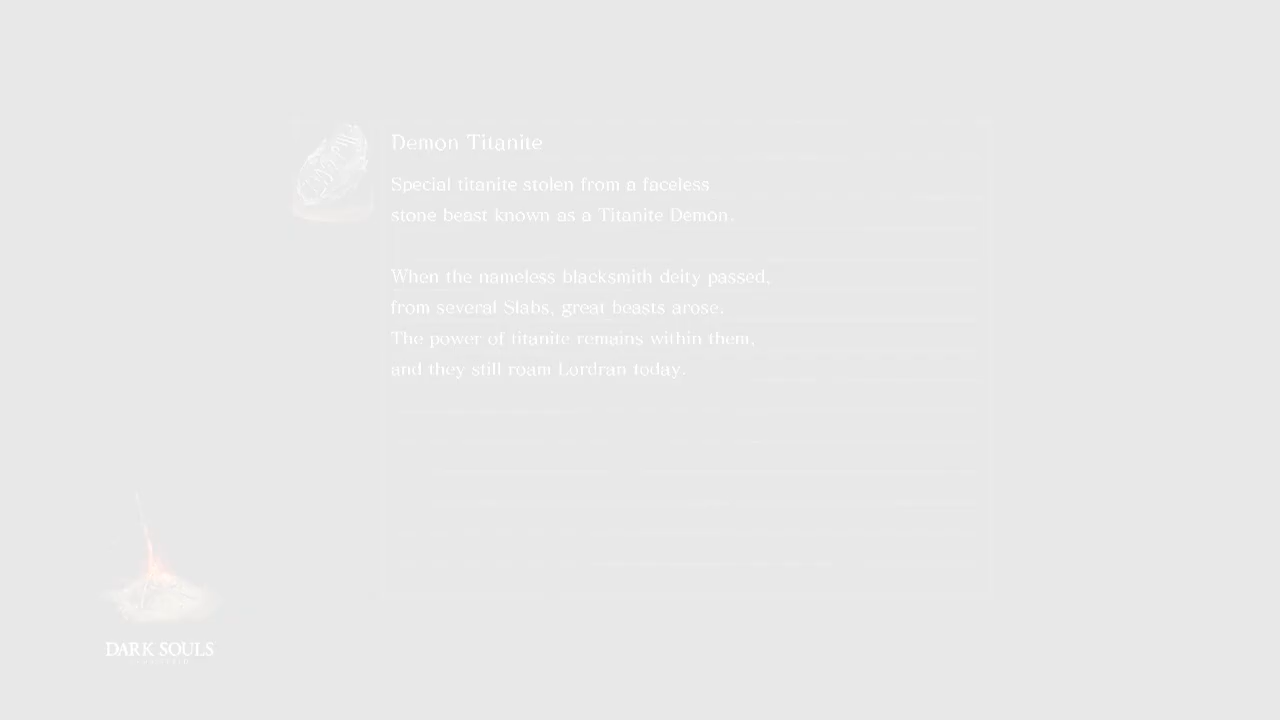 Demon Titanite
Special titanite stolen from a faceless
stone beast known as a Titanite Demon.
When the nameless blacksmith deity passed,
from several Slabs, great beasts arose.
The power of titanite remains within them,
and they still roam Lordran today.
DARK SOULS